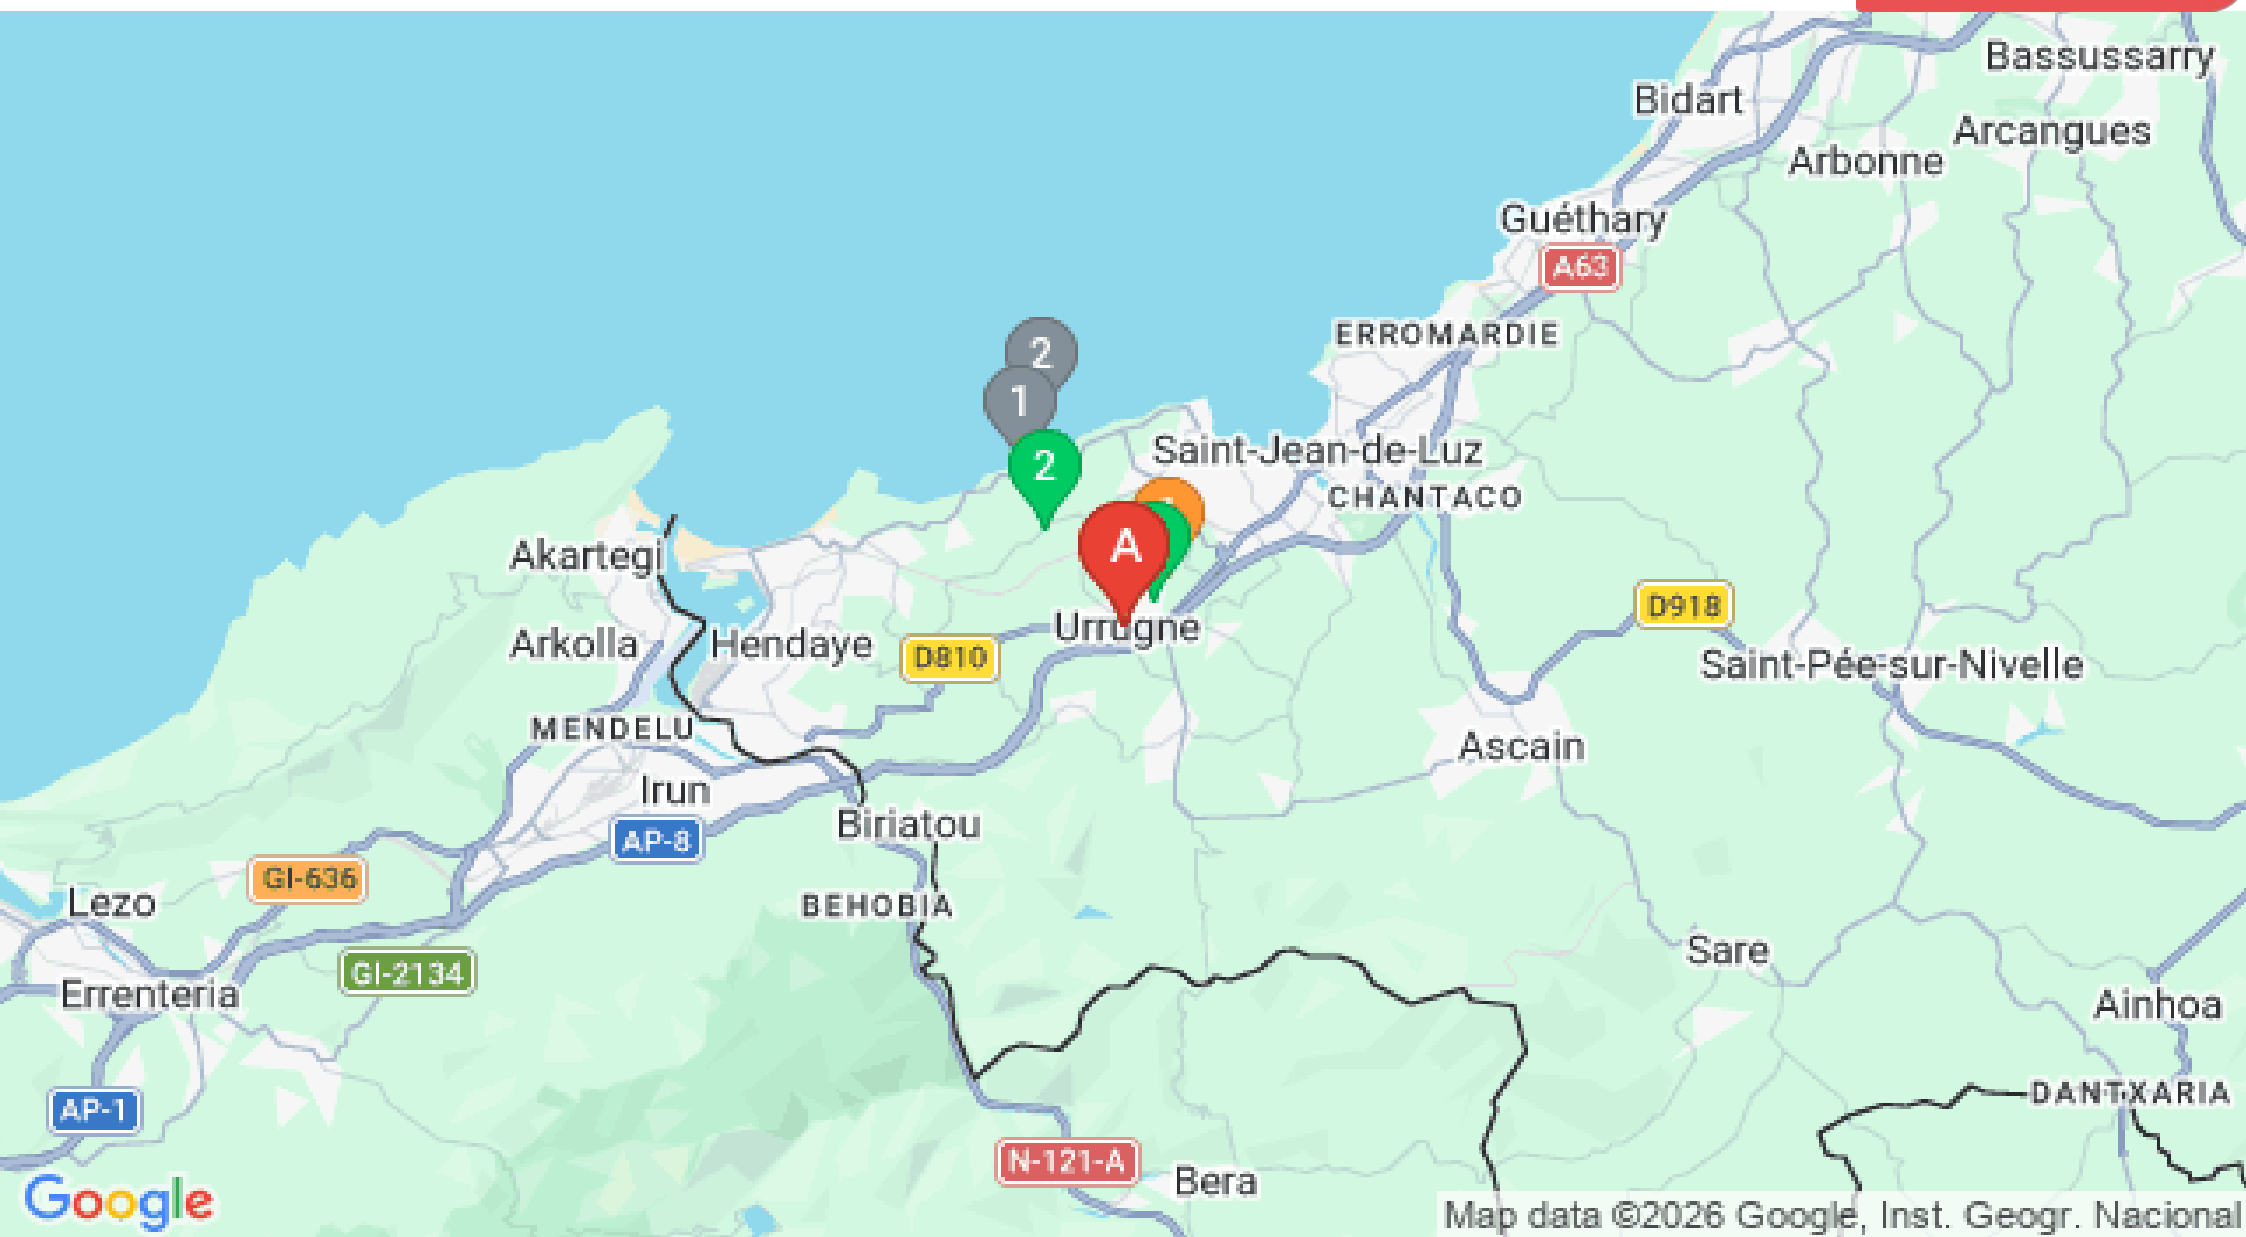 Bassussarry
Bidart
Arcangues
Arbonne
Guéthary
A63
ERROMARDIE
2
1
2
Saint-Jean-de-Luz
CHANTACO
A
Akartegi
D918
Urrugne
Arkolla
Hendaye
D810
Saint-Pée-sur-Nivelle
MENDELU
Ascain
Irun
Biriatou
AP-8
GI-636
Lezo
BEHOBIA
Sare
GI-2134
Errenteria
Ainhoa
DANTXARIA
AP-1
N-121-A
Bera
Google
Map data ©2026 Google, Inst. Geogr. Nacional